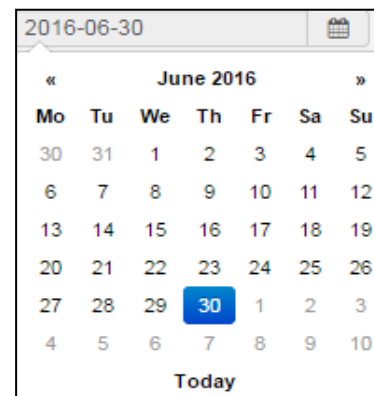 2016-06-30
« June 2016 »
Mo Tu We Th Fr Sa Su
30 31 1 2 3 4 5
6 7 8 9 10 11 12
13 14 15 16 17 18 19
20 21 22 23 24 25 26
27 28 29 30 1 2 3
4 5 6 7 8 9 10
Today